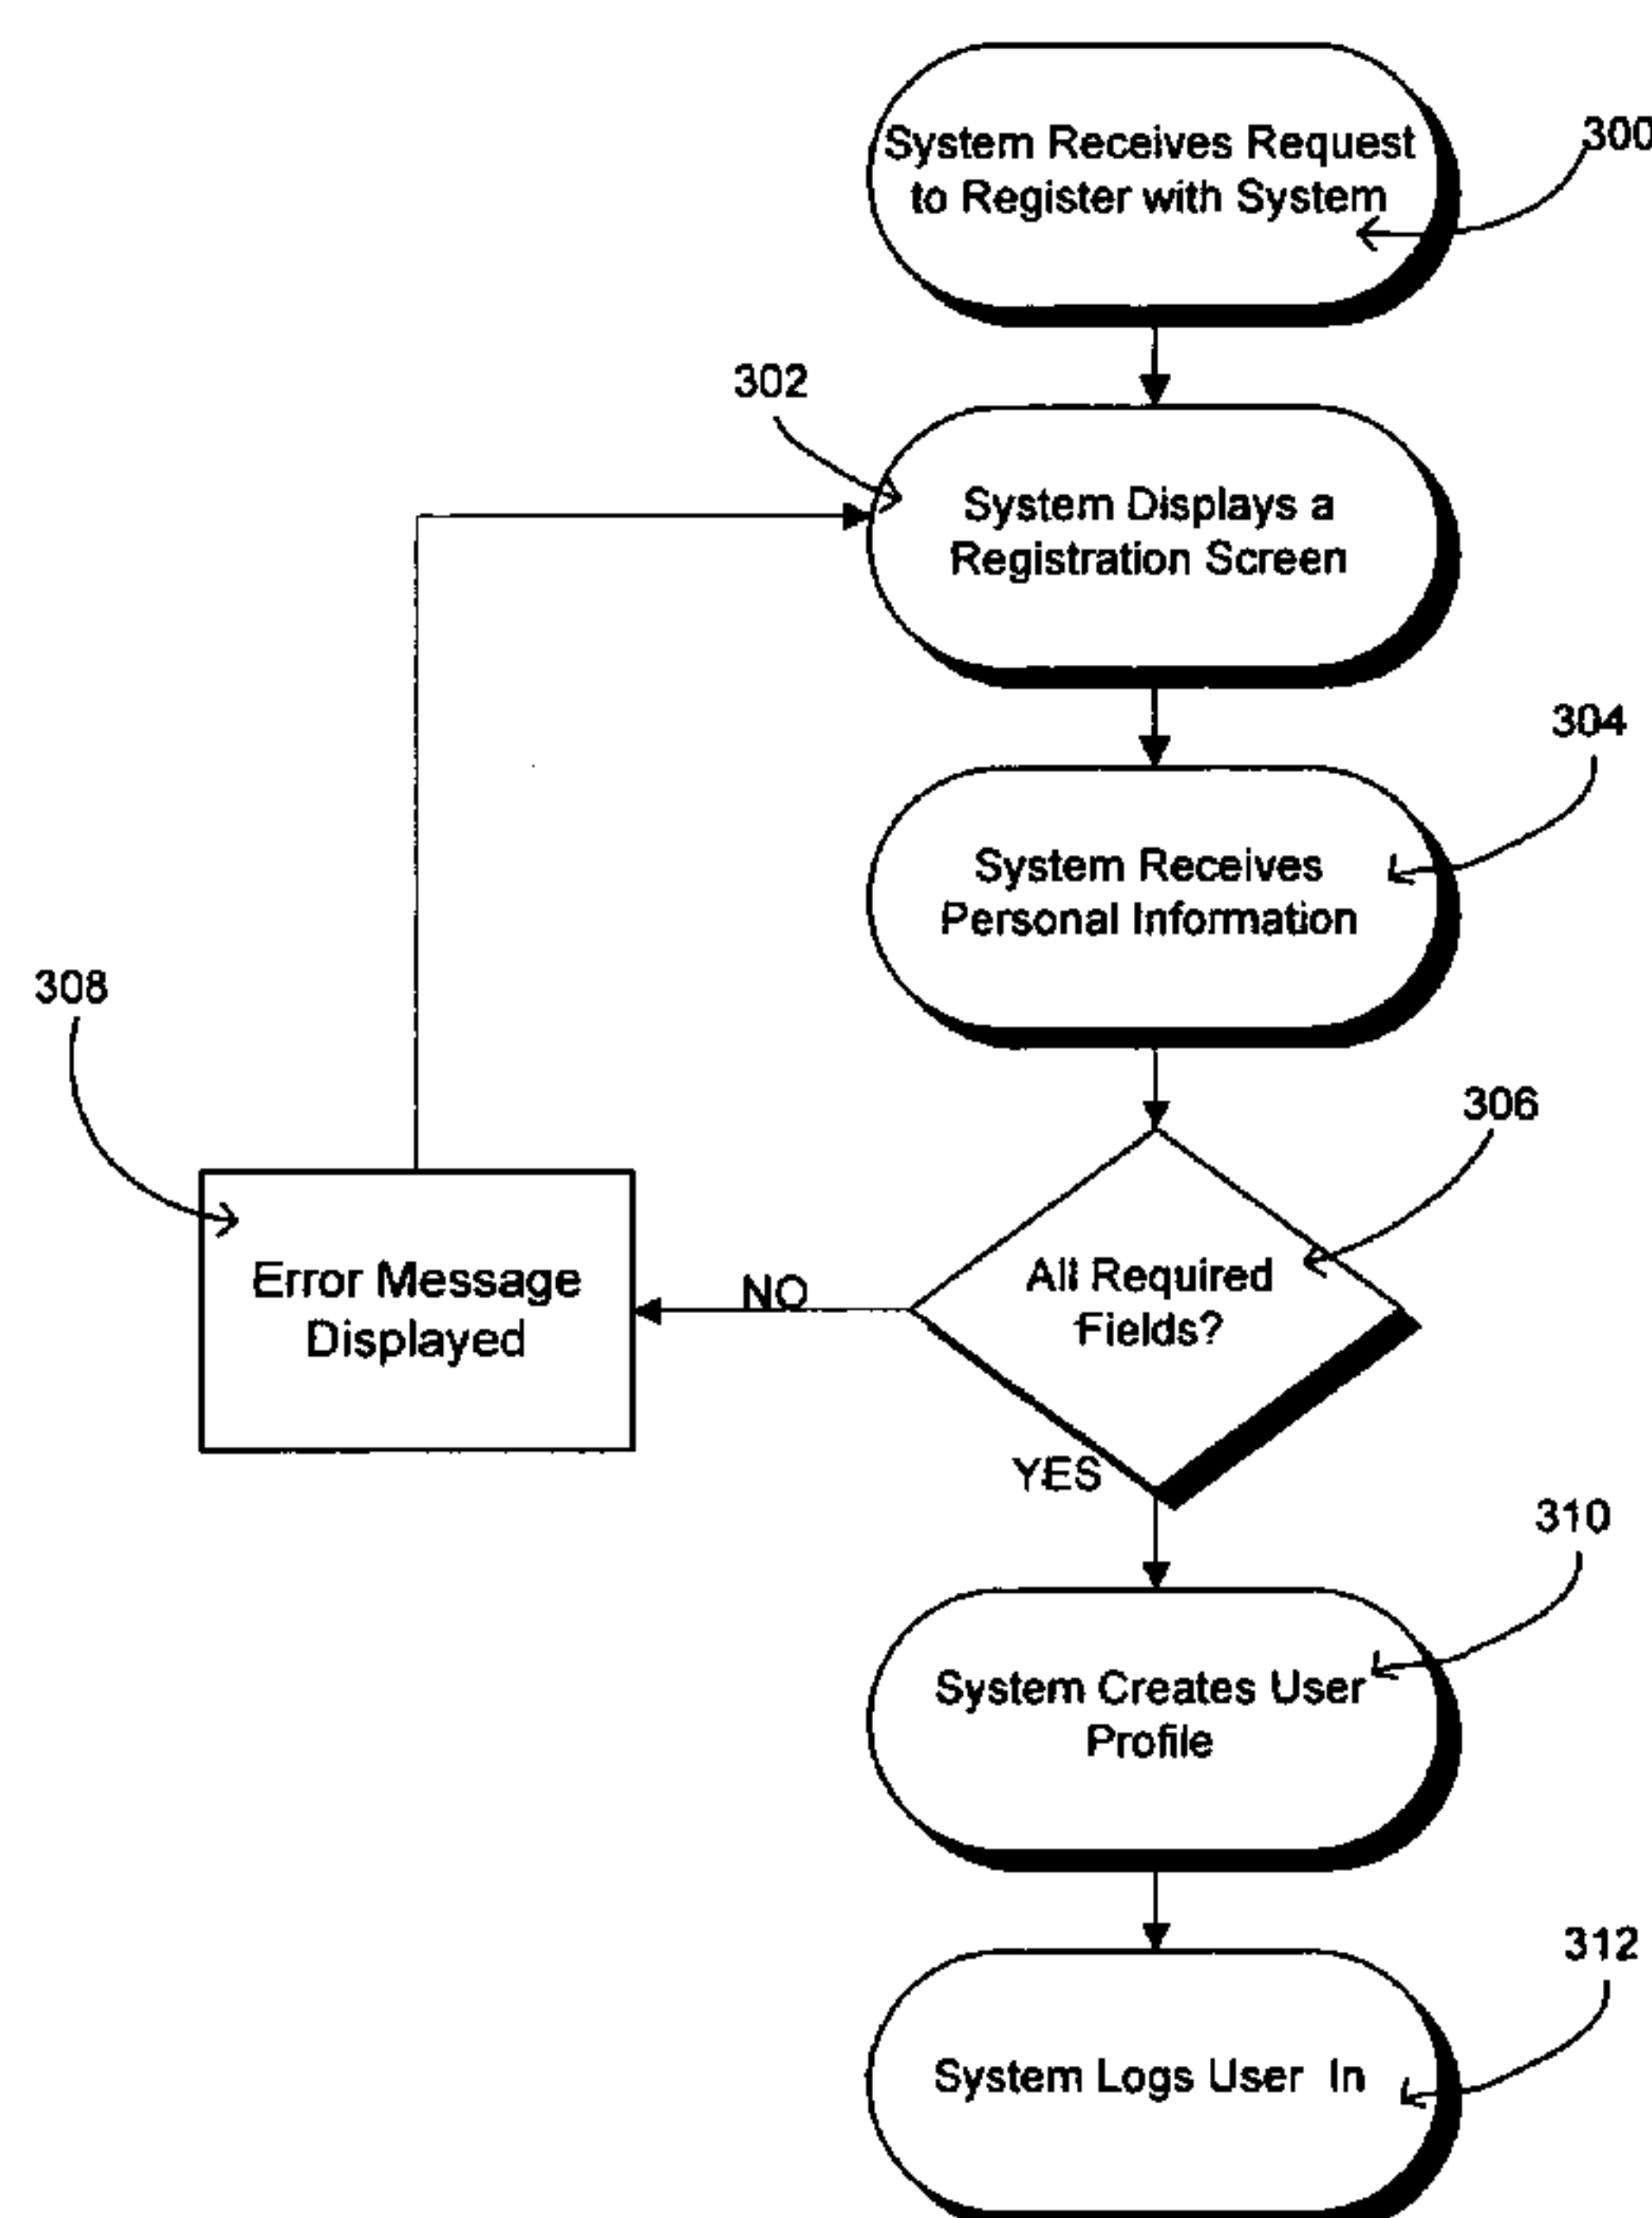 System Receives Request
to Register with System
300
302
System Displays a
Registration Screen
304
System Receives
Personal Information
308
306
All Required
Fields?
NO
Error Message
Displayed
YES
310
System Creates User
Profile
312
System Logs User In